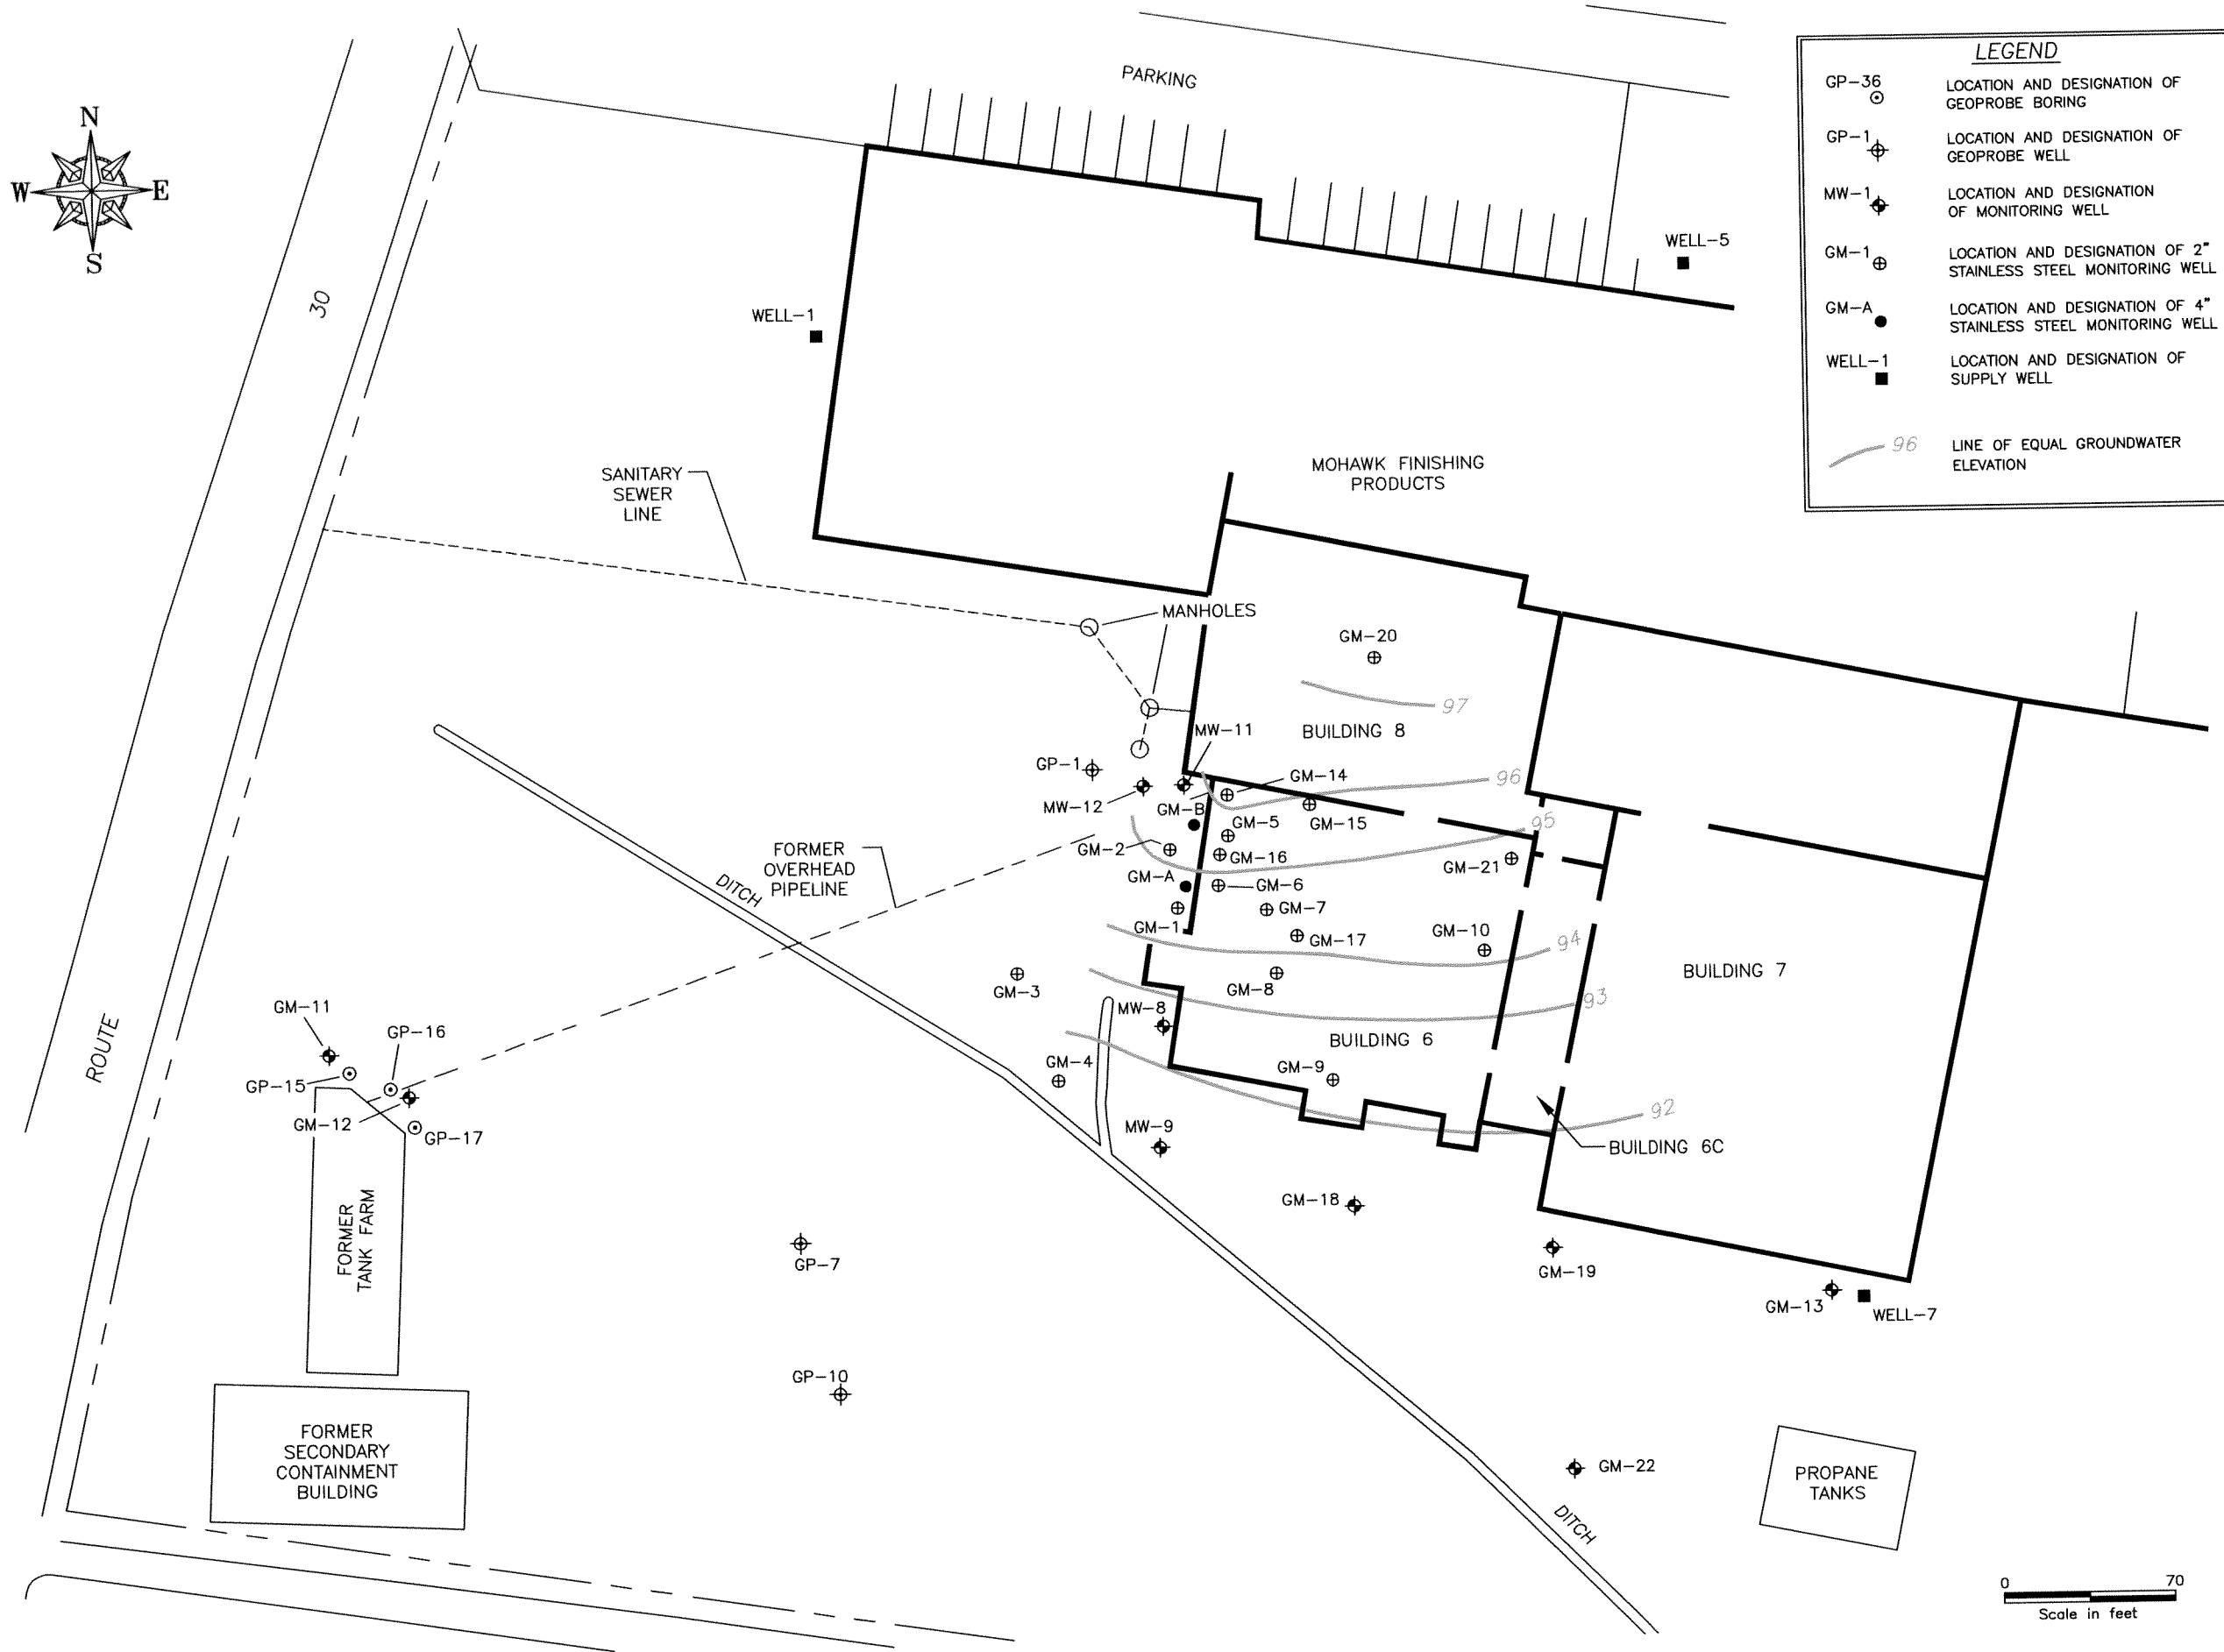 PARKING
LEGEND
GP-36
LOCATION AND DESIGNATION OF
GEOPROBE BORING
GP-1
LOCATION AND DESIGNATION OF
GEOPROBE WELL
MW-1
LOCATION AND DESIGNATION
OF MONITORING WELL
GM-1
LOCATION AND DESIGNATION OF 2"
STAINLESS STEEL MONITORING WELL
GM-A
LOCATION AND DESIGNATION OF 4"
STAINLESS STEEL MONITORING WELL
WELL-1
LOCATION AND DESIGNATION OF
SUPPLY WELL
96
LINE OF EQUAL GROUNDWATER
ELEVATION
N
W
E
S
30
WELL-5
WELL-1
SANITARY
SEWER
LINE
MOHAWK FINISHING
PRODUCTS
MANHOLES
GM-20
97
BUILDING 8
MW-11
GP-1
GM-14
96
MW-12
GM-B
GM-5
GM-15
95
GM-2
GM-16
GM-21
FORMER
OVERHEAD
PIPELINE
DITCH
GM-A
GM-6
GM-7
GM-1
GM-17
GM-10
94
GM-3
GM-8
BUILDING 7
93
MW-8
BUILDING 6
GM-11
GP-16
ROUTE
GP-15
GM-4
GM-9
92
GM-12
GP-17
MW-9
BUILDING 6C
GM-18
FORMER
TANK FARM
GP-7
GM-19
GM-13
WELL-7
GP-10
FORMER
SECONDARY
CONTAINMENT
BUILDING
GM-22
PROPANE
TANKS
DITCH
0
70
Scale in feet